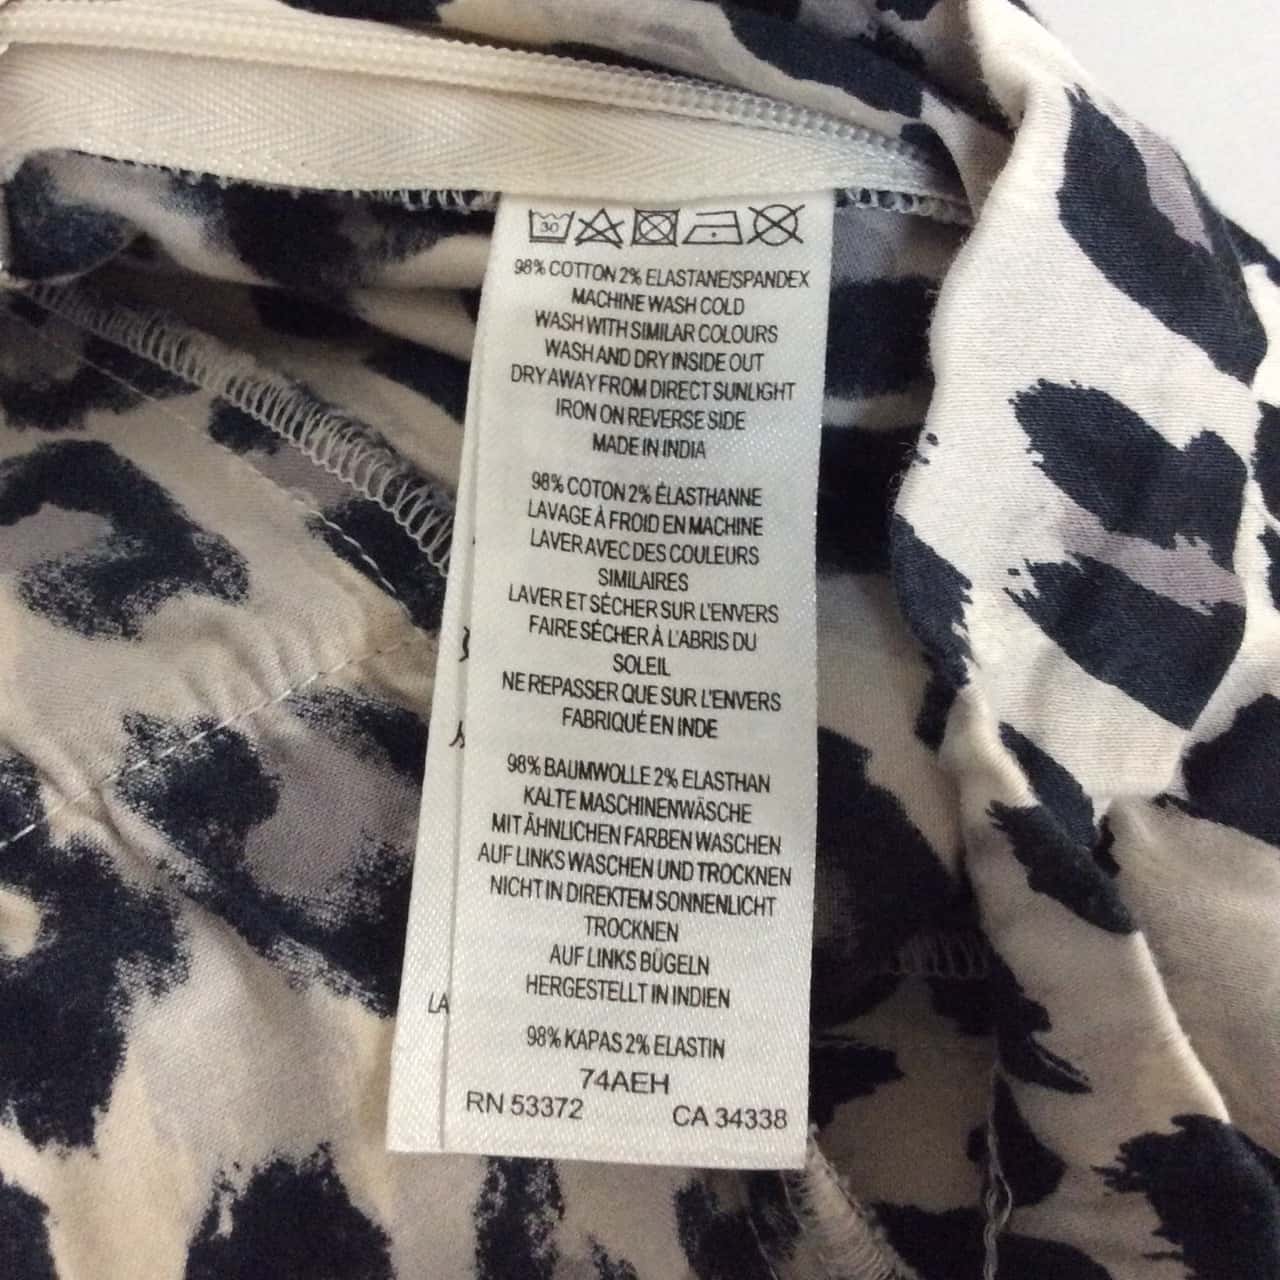 30
98% COTTON 2% ELASTANE/SPANDEX
MACHINE WASH COLD
WASH WITH SIMILAR COLOURS
WASH AND DRY INSIDE OUT
DRY AWAY FROM DIRECT SUNLIGHT
IRON ON REVERSE SIDE
MADE IN INDIA
98% COTON 2% ÉLASTHANNE
LAVAGE À FROID EN MACHINE
LAVER AVEC DES COULEURS
SIMILAIRES
LAVER ET SÉCHER SUR L'ENVERS
FAIRE SÉCHER À L'ABRIS DU
SOLEIL
NE REPASSER QUE SUR L'ENVERS
FABRIQUÉ EN INDE
98% BAUMWOLLE 2% ELASTHAN
KALTE MASCHINENWÄSCHE
MIT ÄHNLICHEN FARBEN WASCHEN
AUF LINKS WASCHEN UND TROCKNEN
NICHT IN DIREKTEM SONNENLICHT
TROCKNEN
AUF LINKS BÜGELN
HERGESTELLT IN INDIEN
LA
98% KAPAS 2% ELASTIN
74AEH
RN 53372 CA 34338